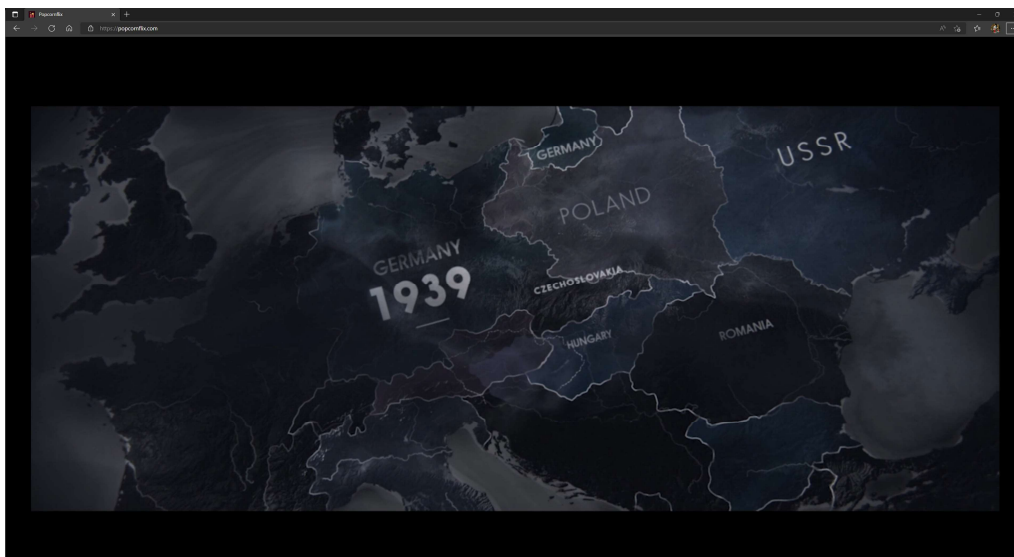 Popcornflix
https://popcornflix.com
GERMANY
USSR
POLAND
GERMANY
1939
CZECHOSLOVAKIA
HUNGARY
ROMANIA